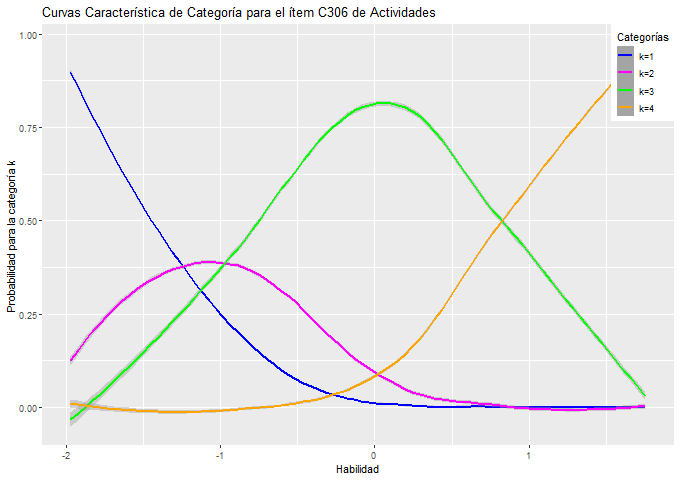 Curvas Característica de Categoría para el ítem C306 de Actividades
Categorías
k=1
k=2
k=3
k=4
Probabilidad para la categoría k
1.00
0.75
0.50
0.25
0.00
-2
-1
0
1
Habilidad